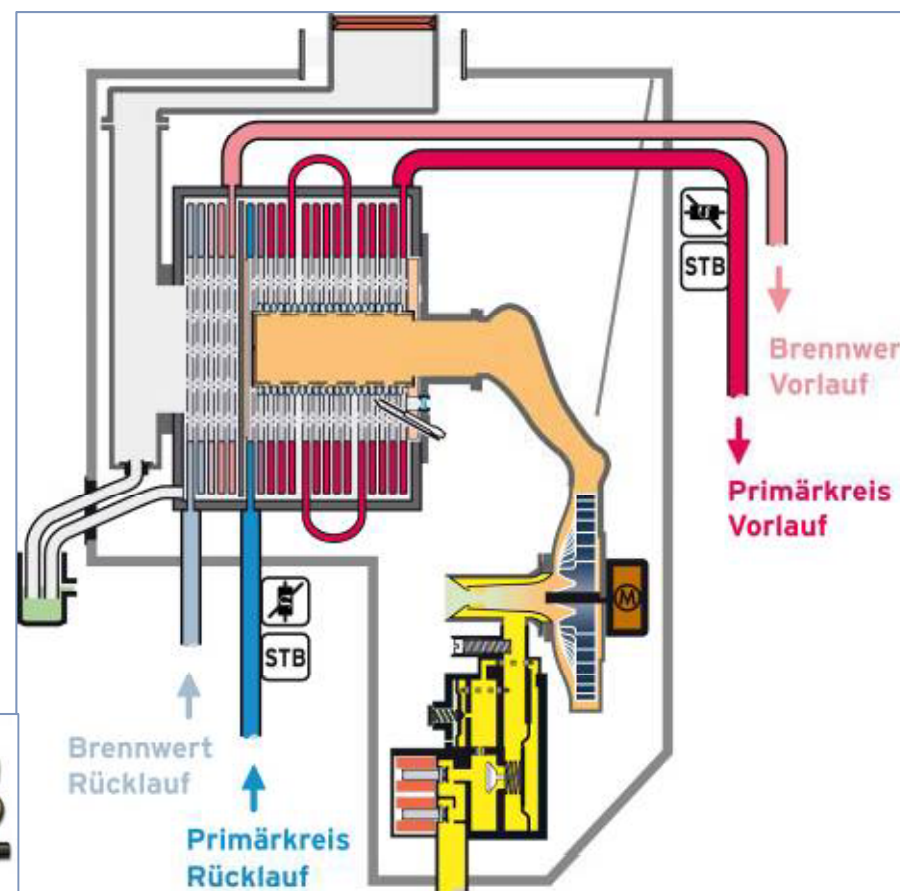 STB
Brennwer
Vorlauf
Primärkreis
Vorlauf
M
STB
Brennwert
Rücklauf
Primärkreis
Rücklauf